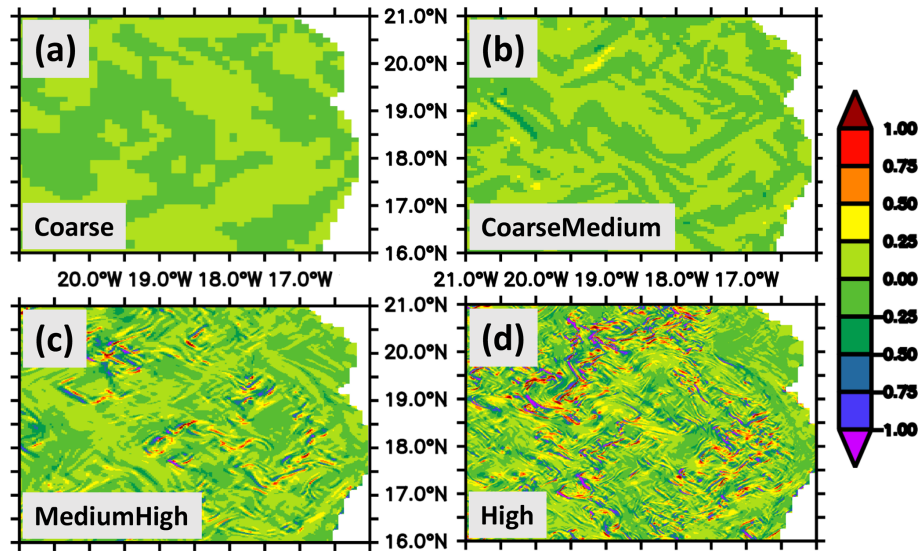 (a)
Coarse
21.0°N
20.0°N
19.0°N
18.0°N
17.0°N
16.0°N
(b)
CoarseMedium
20.0°W 19.0°W 18.0°W 17.0°W
21.0°W 20.0°W 19.0°W 18.0°W 17.0°W
(c)
MediumHigh
21.0°N
20.0°N
19.0°N
18.0°N
17.0°N
16.0°N
(d)
High
1.00
0.75
0.50
0.25
0.00
-0.25
-0.50
-0.75
-1.00